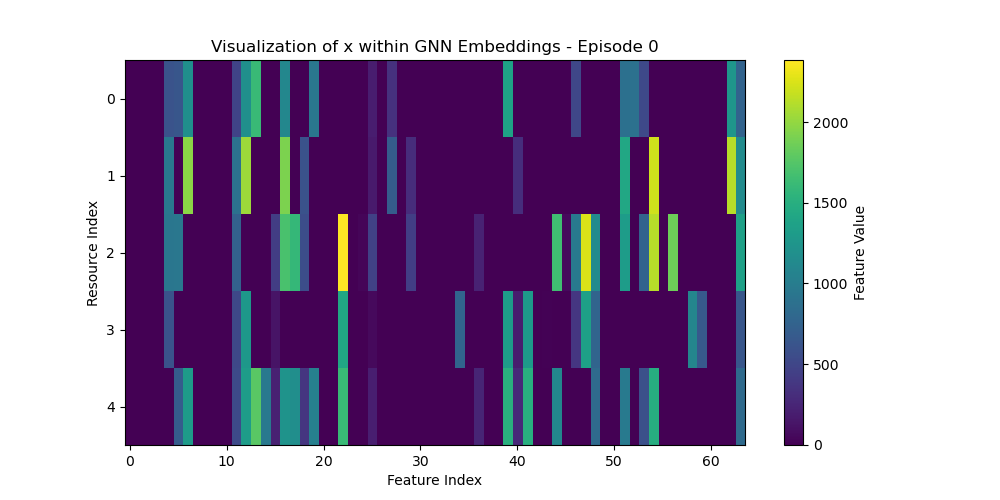 Visualization of x within GNN Embeddings - Episode 0
Resource Index
0
1
2
3
4
0 10 20 30 40 50 60
Feature Index
2000
1500
1000
500
0
Feature Value